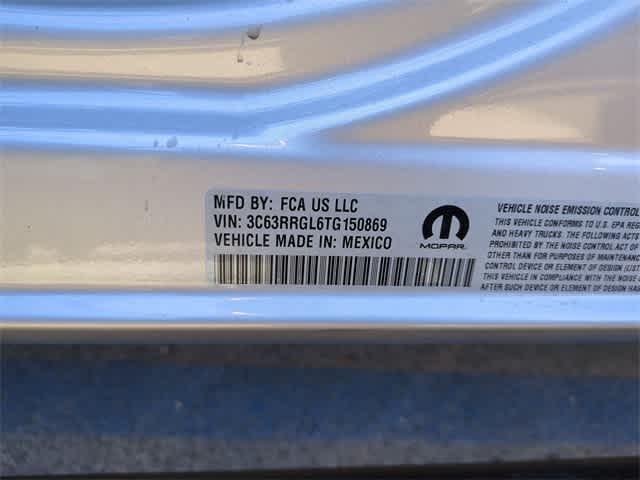 MFD BY: FCA US LLC
VIN: 3C63RRGL6TG150869
VEHICLE MADE IN: MEXICO
MOPAR
VEHICLE NOISE EMISSION CONTROL
THIS VEHICLE CONFORMS TO U.S. EPA REG
AND HEAVY TRUCKS. THE FOLLOWING ACTS
PROHIBITED BY THE NOISE CONTROL ACT OF
OTHER THAN FOR PURPOSES OF MAINTENANCE
CONTROL DEVICE OR ELEMENT OF DESIGN (LIST
THIS VEHICLE IN COMPLIANCE WITH THE NOISE
AFTER SUCH DEVICE OR ELEMENT OF DESIGN HAS